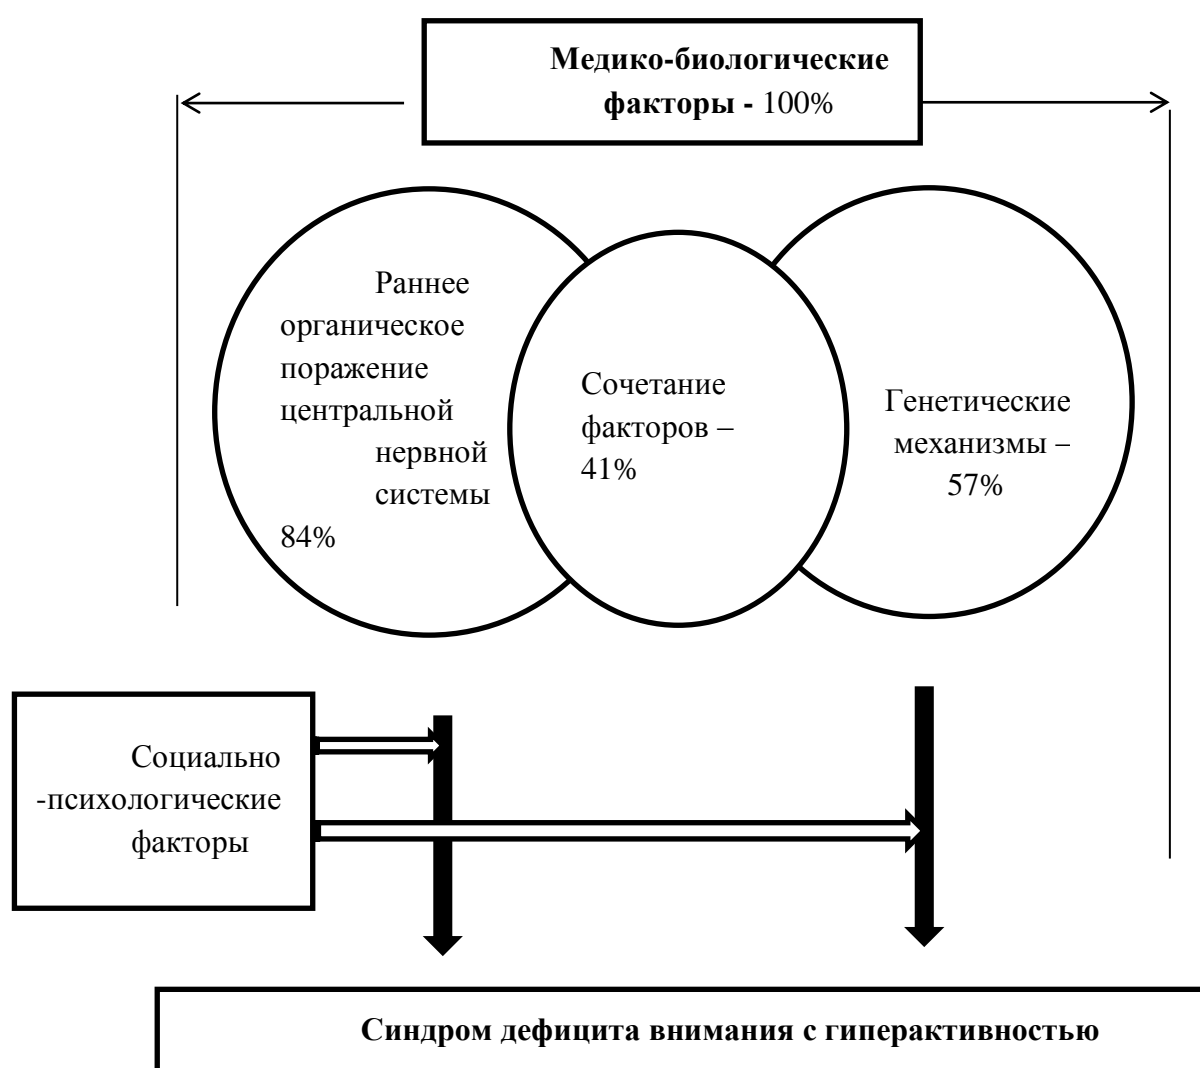 Медико-биологические
факторы - 100%
Раннее
органическое
поражение
центральной
нервной
системы
84%
Сочетание
факторов –
41%
Генетические
механизмы –
57%
Социально
-психологические
факторы
Синдром дефицита внимания с гиперактивностью